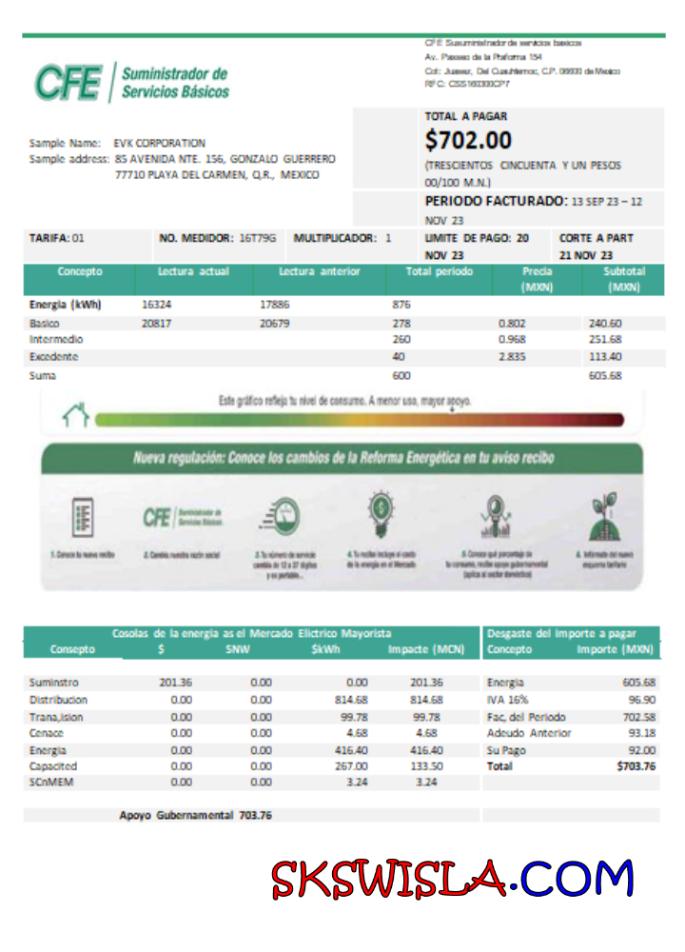 CFE Susuministrador de servicios basicos
Av. Passeo de la Praforma 154
Cot: Juawez, Del Cuauhtemoc, C.P. 06600 de Mexico
RFC: CSS160300CP7
CFE Suministrador de
Servicios Básicos
TOTAL A PAGAR
$702.00
(TRESCIENTOS CINCUENTA Y UN PESOS
00/100 M.N.)
Sample Name: EVK CORPORATION
Sample address: 85 AVENIDA NTE. 156, GONZALO GUERRERO
77710 PLAYA DEL CARMEN, Q.R., MEXICO
PERIODO FACTURADO: 13 SEP 23 – 12
NOV 23
TARIFA: 01 NO. MEDIDOR: 16T79G MULTIPLICADOR: 1 LIMITE DE PAGO: 20 CORTE A PART
NOV 23 21 NOV 23
Concepto Lectura actual Lectura anterior Total periodo Precia Subtotal
(MXN) (MXN)
Energia (kWh) 16324 17886 876
Basico 20817 20679 278 0.802 240.60
Intermedio 260 0.968 251.68
Excedente 40 2.835 113.40
Suma 600 605.68
Este gráfico refleja tu nivel de consumo. A menor uso, mayor apoyo.
Nueva regulación: Conoce los cambios de la Reforma Energética en tu aviso recibo
CFE Suministrador de
Servicios Básicos
1. Conoce tu nuevo recibo 2. Cambia nuestra razón social 3. Tu número de servicio 4. Tu recibo incluye el costo 5. Conoce qué porcentaje de 6. Infórmate del nuevo
cambia de 12 a 27 dígitos de la energía en el Mercado tu consumo, recibe apoyo gubernamental esquema tarifario
y es portable... (aplica al sector doméstico)
Cosolas de la energia as el Mercado Elictrico Mayorista Desgaste del importe a pagar
Consepto $ SNW $kWh Impacte (MCN) Concepto Importe (MXN)
Suminstro 201.36 0.00 0.00 201.36 Energia 605.68
Distribucion 0.00 0.00 814.68 814.68 IVA 16% 96.90
Trana,ision 0.00 0.00 99.78 99.78 Fac, del Periodo 702.58
Cenace 0.00 0.00 4.68 4.68 Adeudo Anterior 93.18
Energia 0.00 0.00 416.40 416.40 Su Pago 92.00
Capacited 0.00 0.00 267.00 133.50 Total $703.76
SCnMEM 0.00 0.00 3.24 3.24
Apoyo Gubernamental 703.76
SKSWISLA.COM